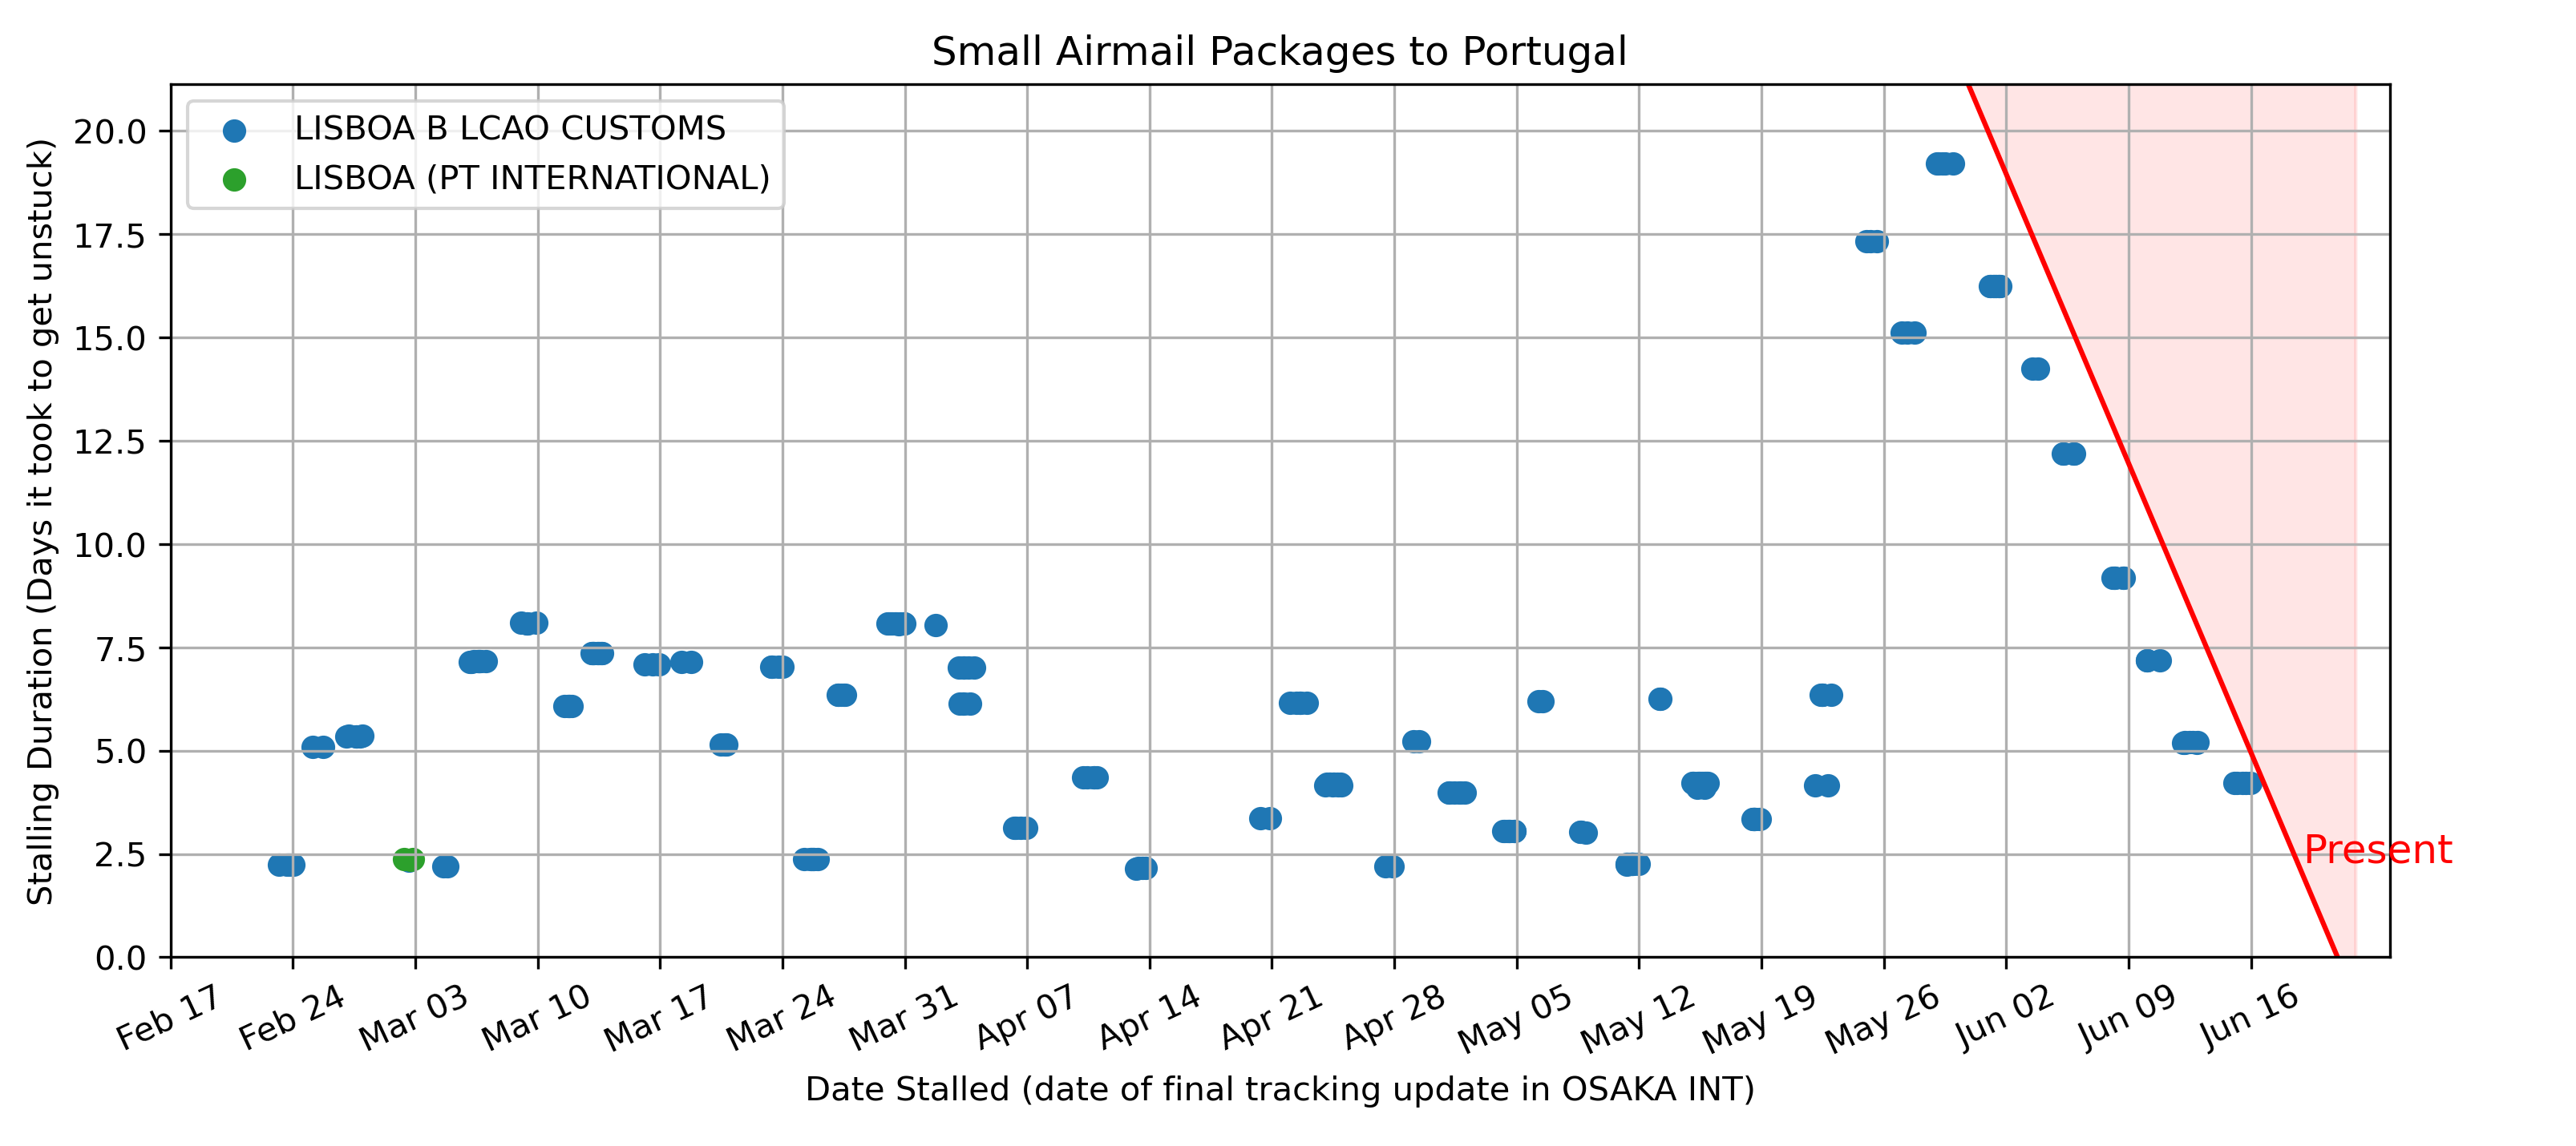 Small Airmail Packages to Portugal
LISBOA B LCAO CUSTOMS
LISBOA (PT INTERNATIONAL)
Stalling Duration (Days it took to get unstuck)
20.0
17.5
15.0
12.5
10.0
7.5
5.0
2.5
0.0
Present
Feb 17
Feb 24
Mar 03
Mar 10
Mar 17
Mar 24
Mar 31
Apr 07
Apr 14
Apr 21
Apr 28
May 05
May 12
May 19
May 26
Jun 02
Jun 09
Jun 16
Date Stalled (date of final tracking update in OSAKA INT)